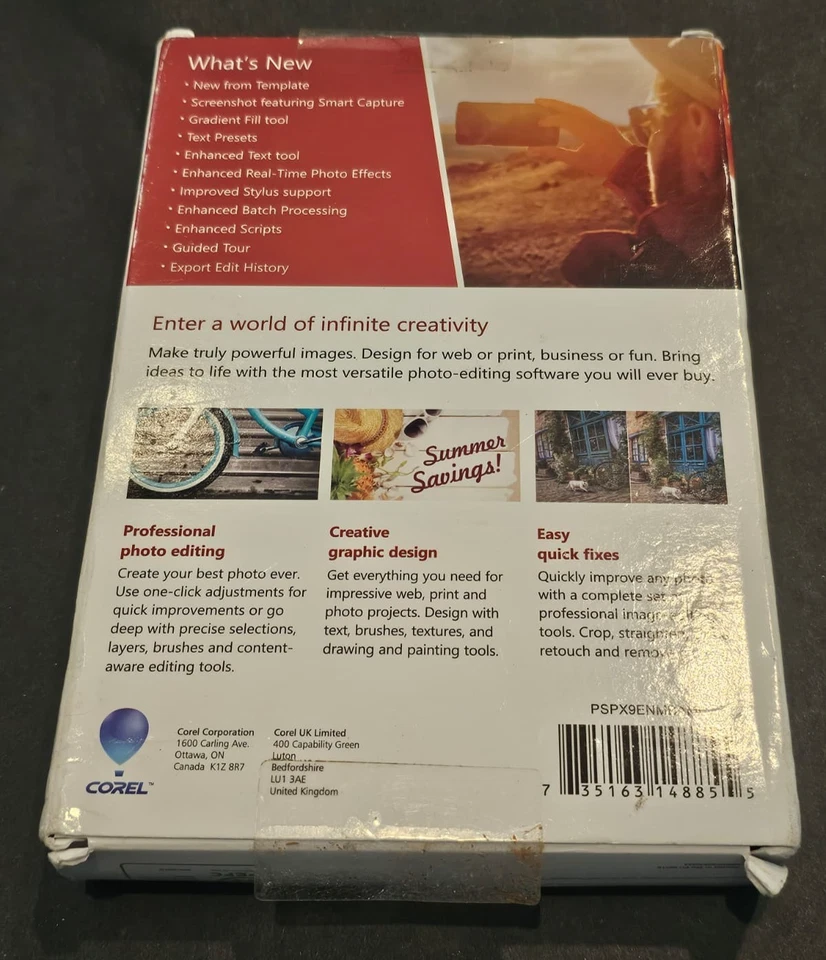 What's New
• New from Template
• Screenshot featuring Smart Capture
• Gradient Fill tool
• Text Presets
• Enhanced Text tool
• Enhanced Real-Time Photo Effects
• Improved Stylus support
• Enhanced Batch Processing
• Enhanced Scripts
• Guided Tour
• Export Edit History
Enter a world of infinite creativity
Make truly powerful images. Design for web or print, business or fun. Bring
ideas to life with the most versatile photo-editing software you will ever buy.
Summer
Savings!
Professional
photo editing
Create your best photo ever.
Use one-click adjustments for
quick improvements or go
deep with precise selections,
layers, brushes and content-
aware editing tools.
Creative
graphic design
Get everything you need for
impressive web, print and
photo projects. Design with
text, brushes, textures, and
drawing and painting tools.
Easy
quick fixes
Quickly improve any
with a complete set
professional
tools. Crop, straighten,
retouch and
COREL™
Corel Corporation
1600 Carling Ave.
Ottawa, ON
Canada K1Z 8R7
Corel UK Limited
400 Capability Green
Luton
Bedfordshire
LU1 3AE
United Kingdom
7 35163 14885 5